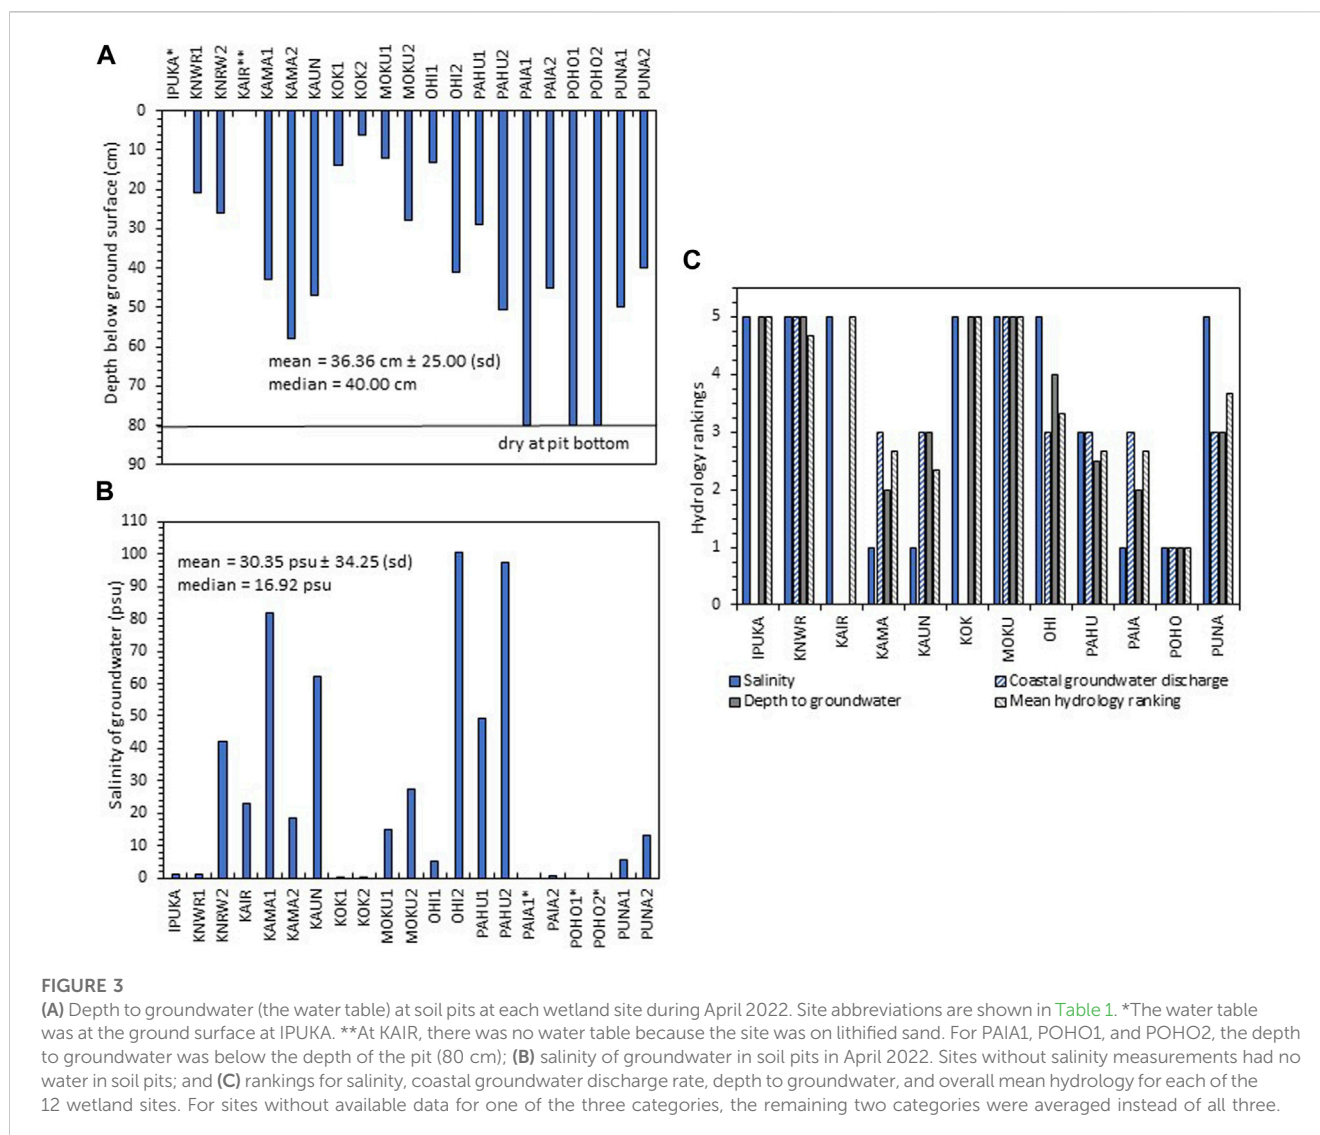 A
IPUKA*
KNWR1
KNRW2
KAIR**
KAMA1
KAMA2
KAUN
KOK1
KOK2
MOKU1
MOKU2
OHI1
OHI2
PAHU1
PAHU2
PAIA1
PAIA2
POHO1
POHO2
PUNA1
PUNA2
Depth below ground surface (cm)
0
10
20
30
40
50
60
70
80
90
mean = 36.36 cm ± 25.00 (sd)
median = 40.00 cm
dry at pit bottom
B
Salinity of groundwater (psu)
110
100
90
80
70
60
50
40
30
20
10
0
mean = 30.35 psu ± 34.25 (sd)
median = 16.92 psu
IPUKA
KNWR1
KNRW2
KAIR
KAMA1
KAMA2
KAUN
KOK1
KOK2
MOKU1
MOKU2
OHI1
OHI2
PAHU1
PAHU2
PAIA1*
PAIA2
POHO1*
POHO2*
PUNA1
PUNA2
C
Hydrology rankings
5
4
3
2
1
0
IPUKA
KNWR
KAIR
KAMA
KAUN
KOK
MOKU
OHI
PAHU
PAIA
POHO
PUNA
Salinity
Coastal groundwater discharge
Depth to groundwater
Mean hydrology ranking
FIGURE 3
(A) Depth to groundwater (the water table) at soil pits at each wetland site during April 2022. Site abbreviations are shown in Table 1. *The water table
was at the ground surface at IPUKA. **At KAIR, there was no water table because the site was on lithified sand. For PAIA1, POHO1, and POHO2, the depth
to groundwater was below the depth of the pit (80 cm); (B) salinity of groundwater in soil pits in April 2022. Sites without salinity measurements had no
water in soil pits; and (C) rankings for salinity, coastal groundwater discharge rate, depth to groundwater, and overall mean hydrology for each of the
12 wetland sites. For sites without available data for one of the three categories, the remaining two categories were averaged instead of all three.